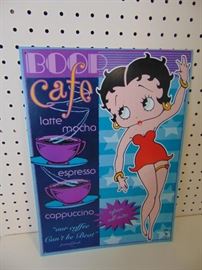 BOOP
cafe
latte
mocha
espresso
cappuccino
"our coffee
Can't be Beat"